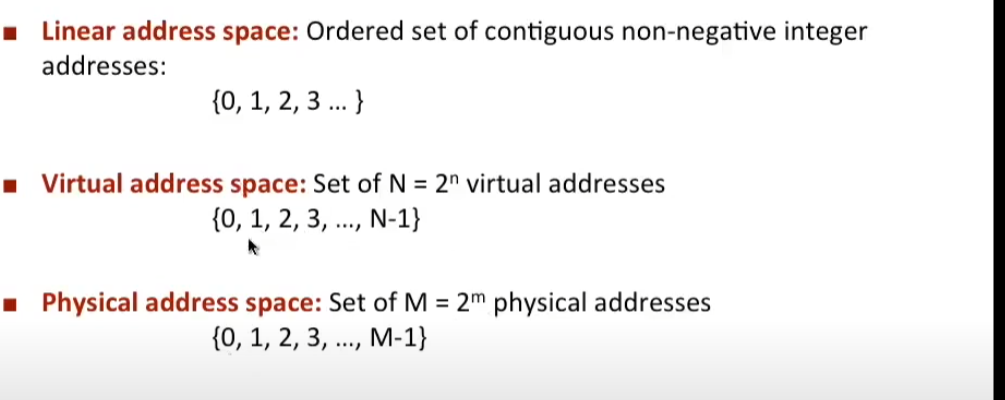 ▪ Linear address space: Ordered set of contiguous non-negative integer
addresses:
{0, 1, 2, 3 ... }
▪ Virtual address space: Set of N = 2ⁿ virtual addresses
{0, 1, 2, 3, ..., N-1}
▪ Physical address space: Set of M = 2ᵐ physical addresses
{0, 1, 2, 3, ..., M-1}